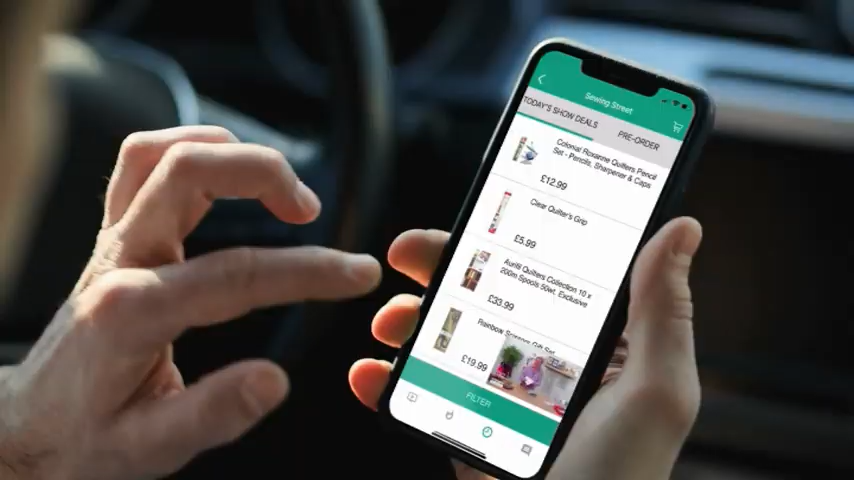 Sewing Street
TODAY'S SHOW DEALS
PRE-ORDER
Colonial Roxanne Quilters Pencil
Set - Pencils, Sharpener & Caps
£12.99
Clear Quilter's Grip
£5.99
Aurifil Quilters Collection 10 x
200m Spools 50wt. Exclusive
£33.99
Rainbow Scissors Gift Set
£19.99
FILTER